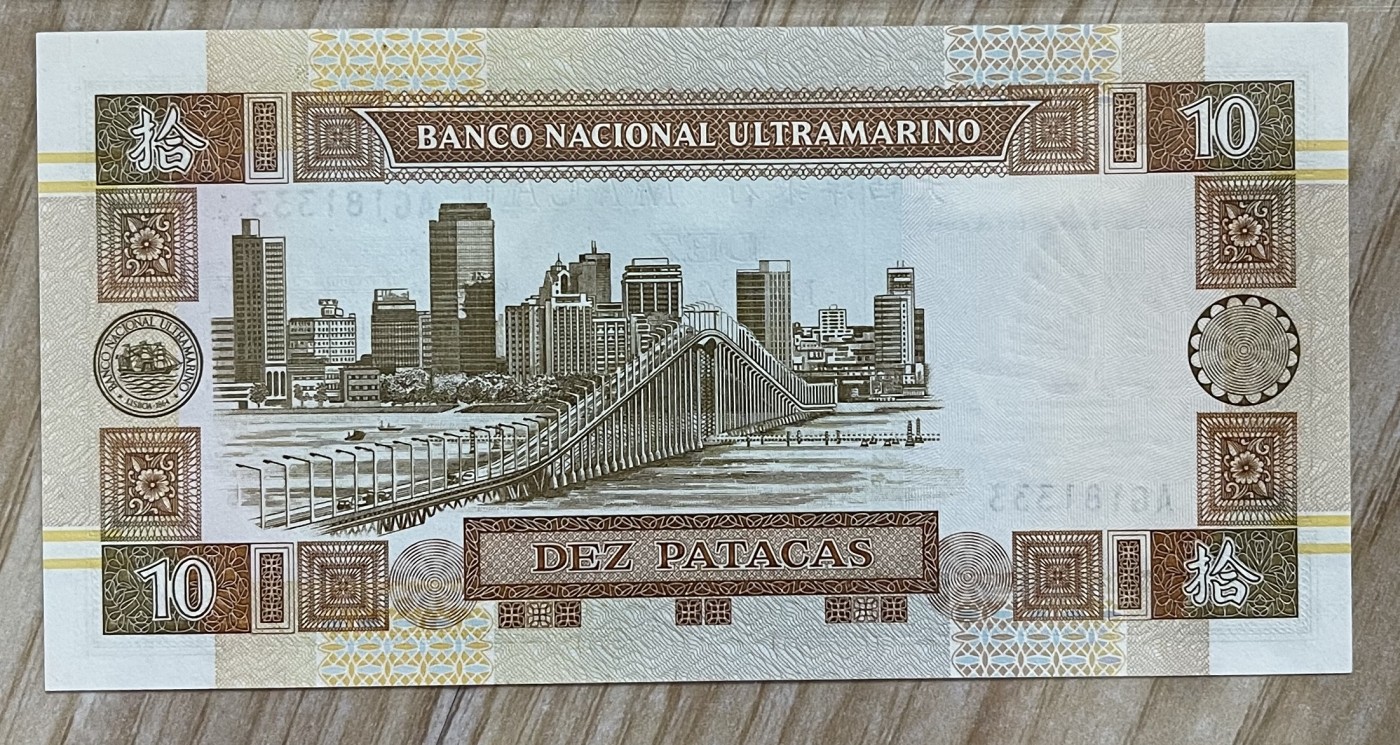 拾
BANCO NACIONAL ULTRAMARINO
10
BANCO NACIONAL ULTRAMARINO
LISBOA-1864
DEZ PATACAS
10
拾